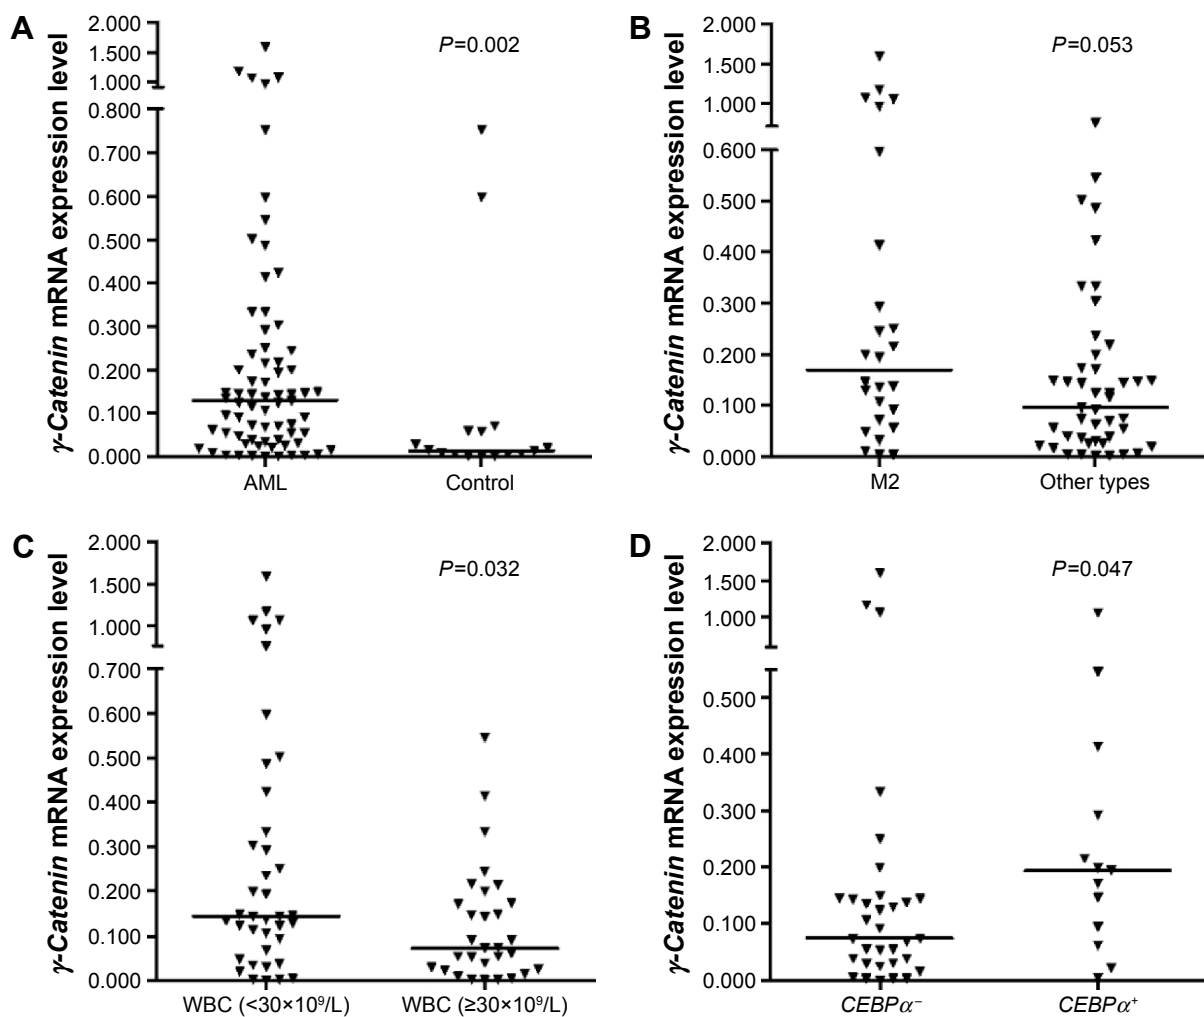 A
γ-Catenin mRNA expression level
2.000
1.500
1.000
0.800
0.700
0.600
0.500
0.400
0.300
0.200
0.100
0.000
P=0.002
AML
Control
B
γ-Catenin mRNA expression level
2.000
1.500
1.000
0.600
0.500
0.400
0.300
0.200
0.100
0.000
P=0.053
M2
Other types
C
γ-Catenin mRNA expression level
2.000
1.500
1.000
0.700
0.600
0.500
0.400
0.300
0.200
0.100
0.000
P=0.032
WBC (<30×10⁹/L)
WBC (≥30×10⁹/L)
D
γ-Catenin mRNA expression level
2.000
1.500
1.000
0.500
0.400
0.300
0.200
0.100
0.000
P=0.047
CEBPα⁻
CEBPα⁺